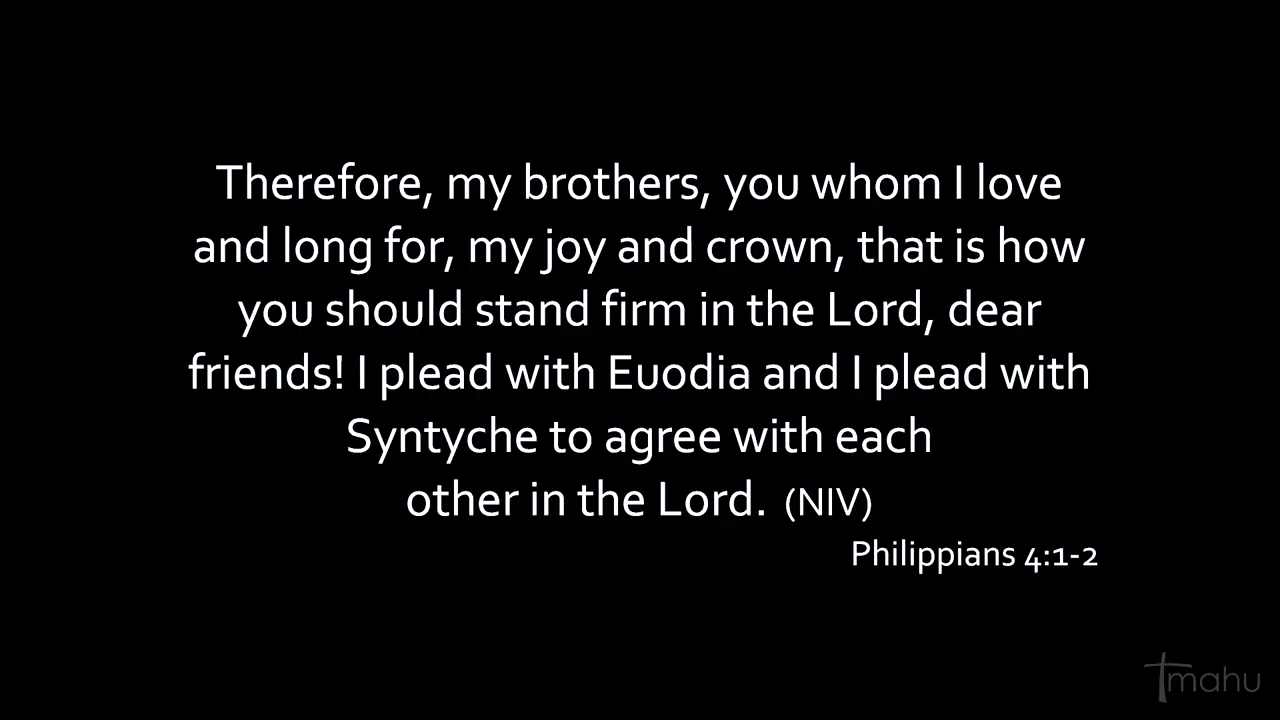 Therefore, my brothers, you whom I love
and long for, my joy and crown, that is how
you should stand firm in the Lord, dear
friends! I plead with Euodia and I plead with
Syntyche to agree with each
other in the Lord. (NIV)
Philippians 4:1-2
tmahu